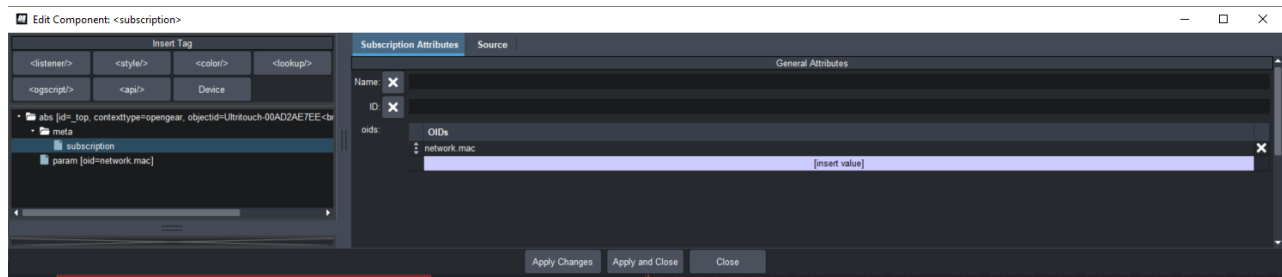 Edit Component: <subscription>
Insert Tag
<listener/> <style/> <color/> <lookup/>
<ogscript/> <api/> Device
abs [id=_top, contexttype=opengear, objectid=Ultritouch-00AD2AE7EE<br
meta
subscription
param [oid=network.mac]
Subscription Attributes Source
General Attributes
Name:
ID:
oids:
OIDs
network.mac
[insert value]
Apply Changes Apply and Close Close